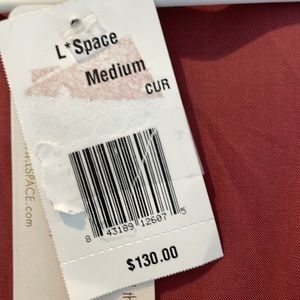 L*Space
Medium
CUR
8 43189 12607 5
$130.00
SPACE.com